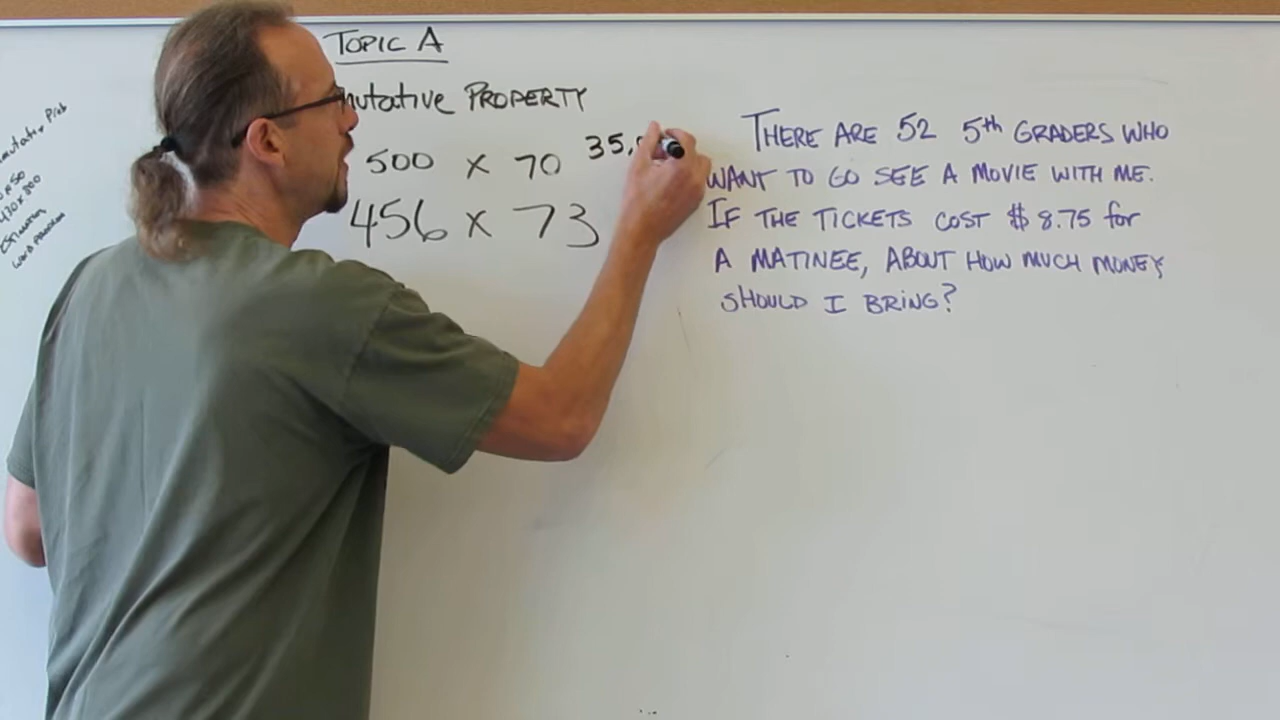 TOPIC A
PROPERTY
500 x 70 35,
456 x 73
THERE ARE 52 5th GRADERS WHO
WANT TO GO SEE A MOVIE WITH ME.
IF THE TICKETS COST $8.75 for
A MATINEE, ABOUT HOW MUCH MONEY
SHOULD I BRING?